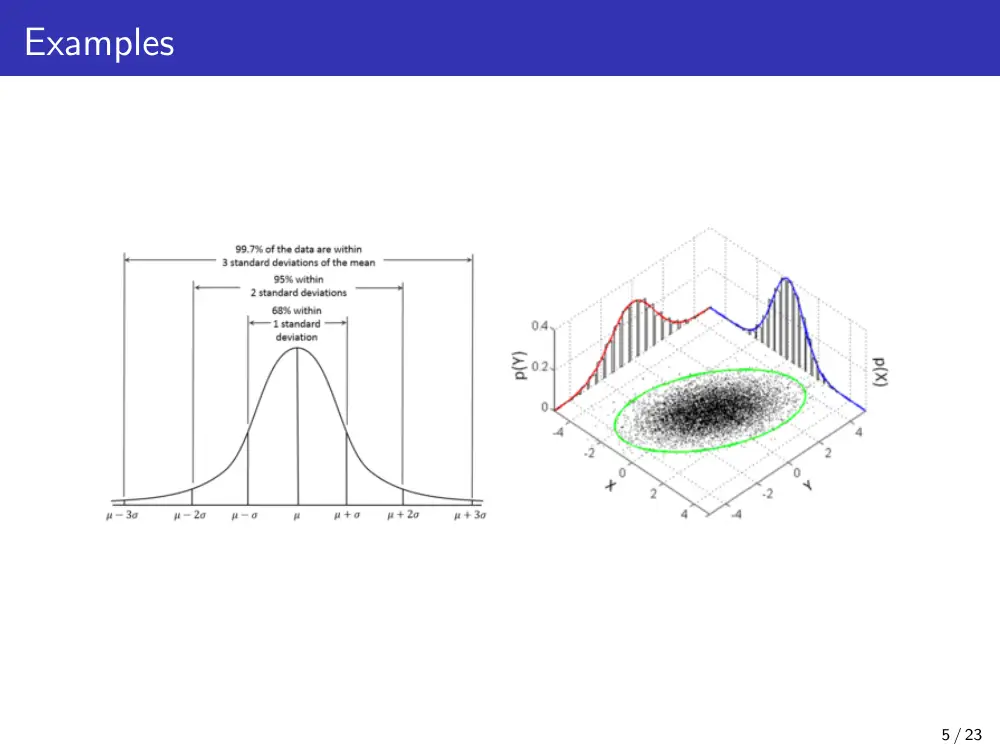 Examples
99.7% of the data are within
3 standard deviations of the mean
95% within
2 standard deviations
68% within
1 standard
deviation
μ − 3σ
μ − 2σ
μ − σ
μ
μ + σ
μ + 2σ
μ + 3σ
0.4
0.2
0
p(Y)
p(X)
-4
-2
0
2
4
X
-4
-2
0
2
4
Y
5 / 23